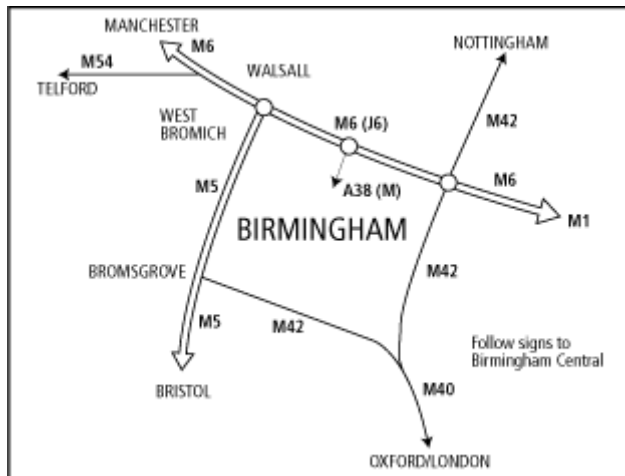 MANCHESTER
M6
NOTTINGHAM
M54
WALSALL
TELFORD
WEST
BROMICH
M6 (J6)
M42
M5
A38 (M)
M6
M1
BIRMINGHAM
BROMSGROVE
M42
M5
M42
Follow signs to
Birmingham Central
BRISTOL
M40
OXFORD/LONDON